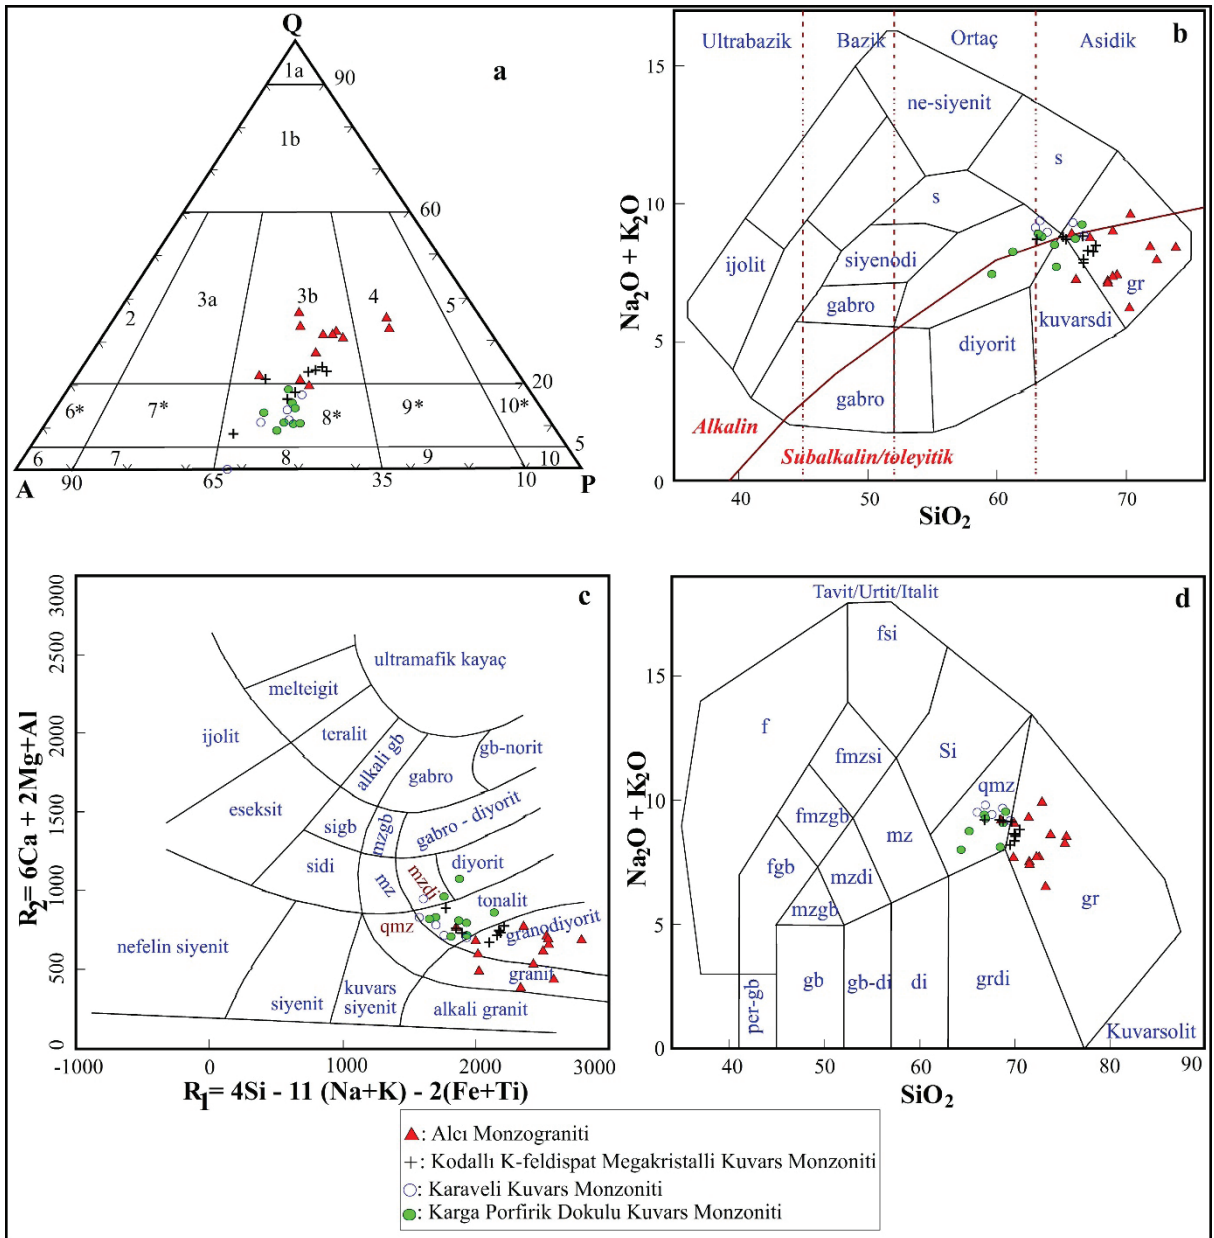 Q
a
1a
90
1b
60
3a
3b
4
2
5
20
6*
7*
8*
9*
10*
5
6
7
8
9
10
A
90
65
35
10
P
b
Ultrabazik
Bazik
Ortaç
Asidik
15
10
5
0
Na2O + K2O
ne-siyenit
s
s
ijolit
siyenodi
gabro
gr
kuvarsdi
diyorit
gabro
Alkalin
Subalkalin/toleyitik
40
50
60
70
SiO2
c
3000
2500
2000
1500
1000
500
0
R2= 6Ca + 2Mg+Al
ultramafik kayaç
melteigit
ijolit
teralit
alkali gb
gb-norit
gabro
eseksit
sigb
mzgb
gabro - diyorit
sidi
mz
mzdi
diyorit
tonalit
qmz
granodiyorit
nefelin siyenit
granit
siyenit
kuvars
siyenit
alkali granit
-1000
0
1000
2000
3000
R1= 4Si - 11 (Na+K) - 2(Fe+Ti)
d
Tavit/Urtit/Italit
15
10
5
0
Na2O + K2O
fsi
f
fmzsi
Si
qmz
fmzgb
mz
fgb
mzdi
mzgb
gr
per-gb
gb
gb-di
di
grdi
Kuvarsolit
40
50
60
70
80
90
SiO2
: Alcı Monzograniti
: Kodallı K-feldispat Megakristalli Kuvars Monzoniti
: Karaveli Kuvars Monzoniti
: Karga Porfirik Dokulu Kuvars Monzoniti